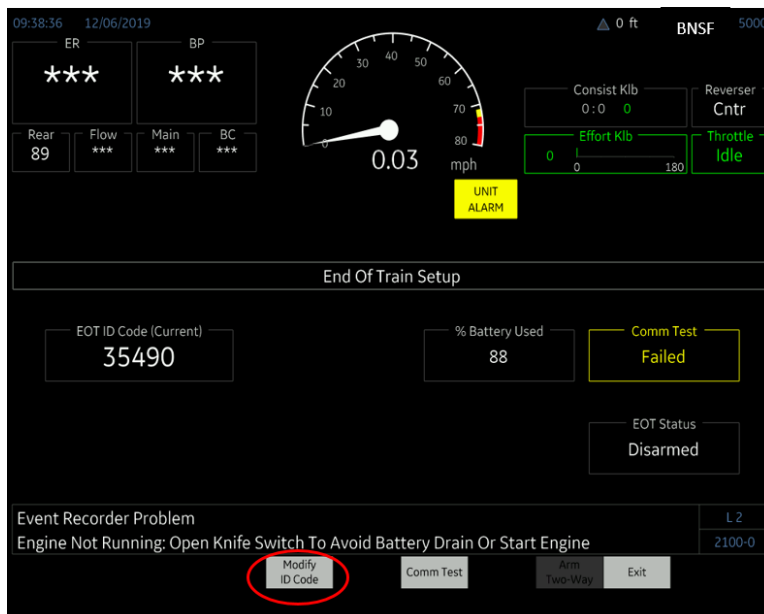 09:38:36 12/06/2019
0 ft
BNSF
5000
ER
***
BP
***
Rear
89
Flow
***
Main
***
BC
***
0
10
20
30
40
50
60
70
80
0.03
mph
Consist Klb
0:0 0
Reverser
Cntr
Effort Klb
0
0 180
Throttle
Idle
UNIT
ALARM
End Of Train Setup
EOT ID Code (Current)
35490
% Battery Used
88
Comm Test
Failed
EOT Status
Disarmed
Event Recorder Problem
L 2
Engine Not Running: Open Knife Switch To Avoid Battery Drain Or Start Engine
2100-0
Modify
ID Code
Comm Test
Arm
Two-Way
Exit